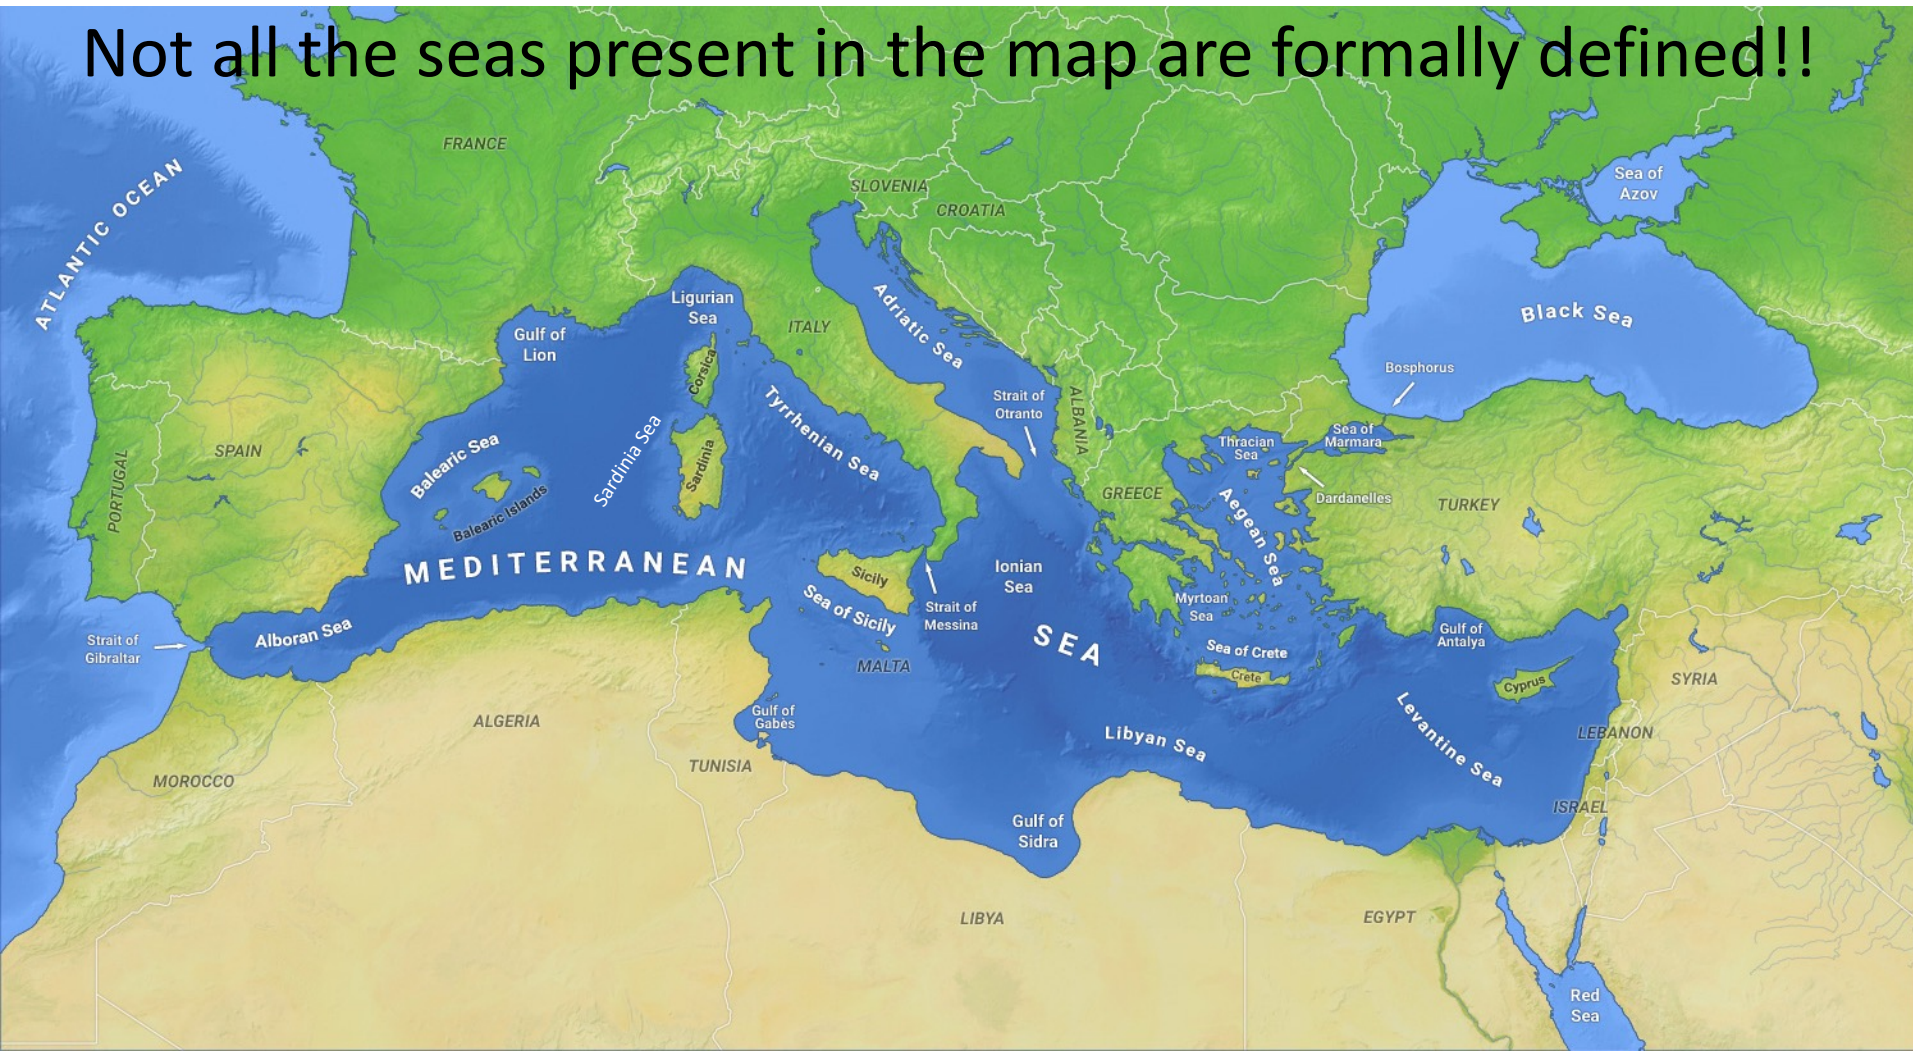 Not all the seas present in the map are formally defined!!
FRANCE
ATLANTIC OCEAN
SLOVENIA
CROATIA
Sea of
Azov
Ligurian
Sea
ITALY
Adriatic Sea
Black Sea
Gulf of
Lion
Corsica
Bosphorus
Strait of
Otranto
ALBANIA
Tyrrhenian Sea
Sardinia Sea
Sardinia
Balearic Sea
Balearic Islands
SPAIN
PORTUGAL
Thracian
Sea
Sea of
Marmara
Dardanelles
GREECE
Aegean Sea
TURKEY
MEDITERRANEAN
SEA
Sicily
Sea of Sicily
Strait of
Messina
Ionian
Sea
Myrtoan
Sea
Sea of Crete
Crete
Gulf of
Antalya
Cyprus
SYRIA
Alboran Sea
Strait of
Gibraltar
MALTA
ALGERIA
Gulf of
Gabès
TUNISIA
MOROCCO
Libyan Sea
Levantine Sea
LEBANON
ISRAEL
Gulf of
Sidra
LIBYA
EGYPT
Red
Sea